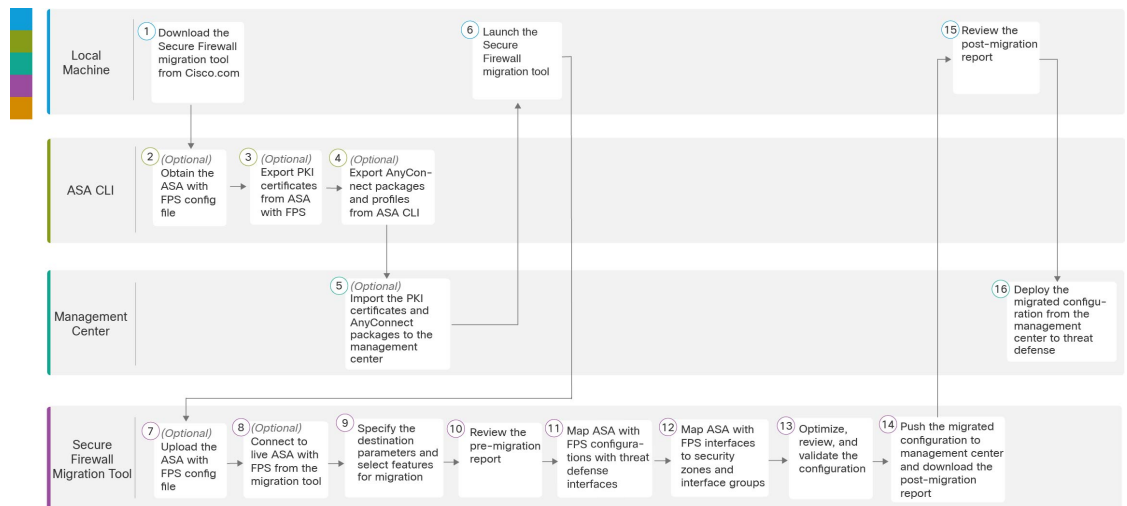 Local
Machine
1
Download the
Secure Firewall
migration tool
from Cisco.com
6
Launch the
Secure
Firewall
migration tool
15
Review the
post-migration
report
ASA CLI
2
(Optional)
Obtain the
ASA with
FPS config
file
3
(Optional)
Export PKI
certificates
from ASA
with FPS
4
(Optional)
Export AnyCon-
nect packages
and profiles
from ASA CLI
Management
Center
5
(Optional)
Import the PKI
certificates and
AnyConnect
packages to the
management
center
16
Deploy the
migrated configu-
ration from the
management
center to threat
defense
Secure
Firewall
Migration Tool
7
(Optional)
Upload the
ASA with
FPS config
file
8
(Optional)
Connect to
live ASA with
FPS from the
migration tool
9
Specify the
destination
parameters and
select features
for migration
10
Review the
pre-migration
report
11
Map ASA with
FPS configura-
tions with threat
defense
interfaces
12
Map ASA with
FPS interfaces
to security
zones and
interface groups
13
Optimize,
review, and
validate the
configuration
14
Push the migrated
configuration to
management center
and download the
post-migration
report